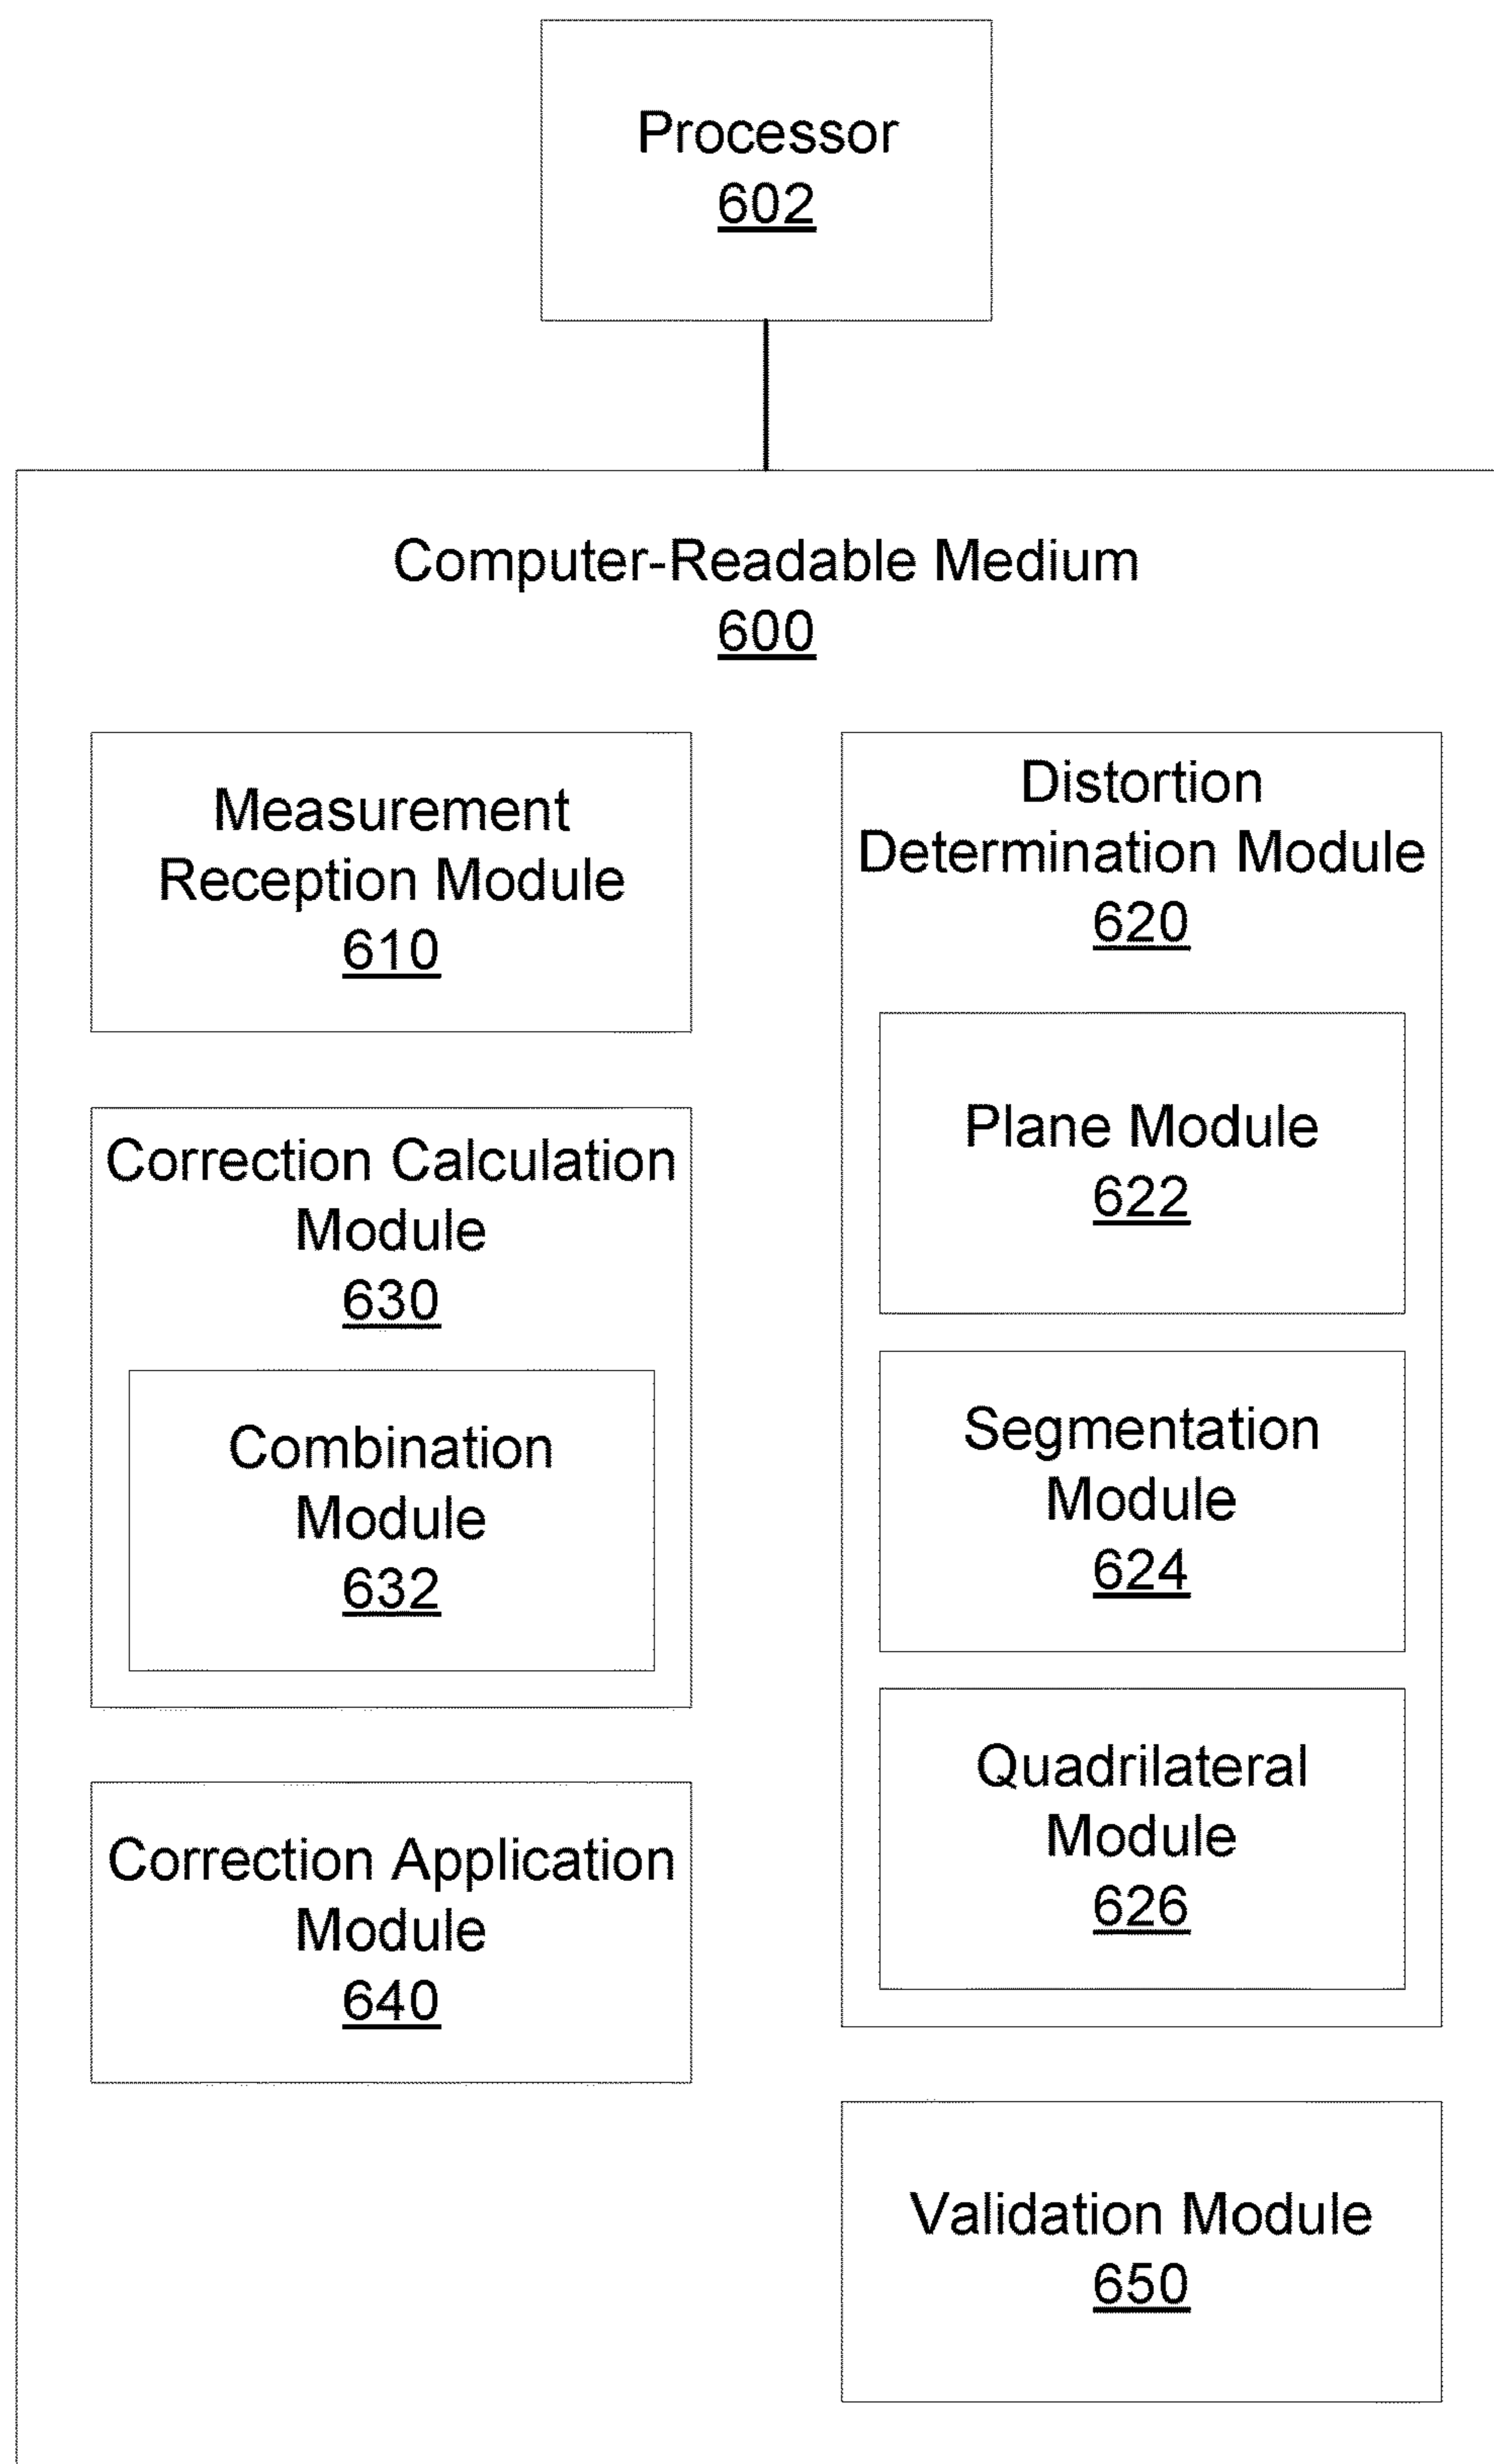 Processor
602
Computer-Readable Medium
600
Measurement
Reception Module
610
Correction Calculation
Module
630
Combination
Module
632
Correction Application
Module
640
Distortion
Determination Module
620
Plane Module
622
Segmentation
Module
624
Quadrilateral
Module
626
Validation Module
650